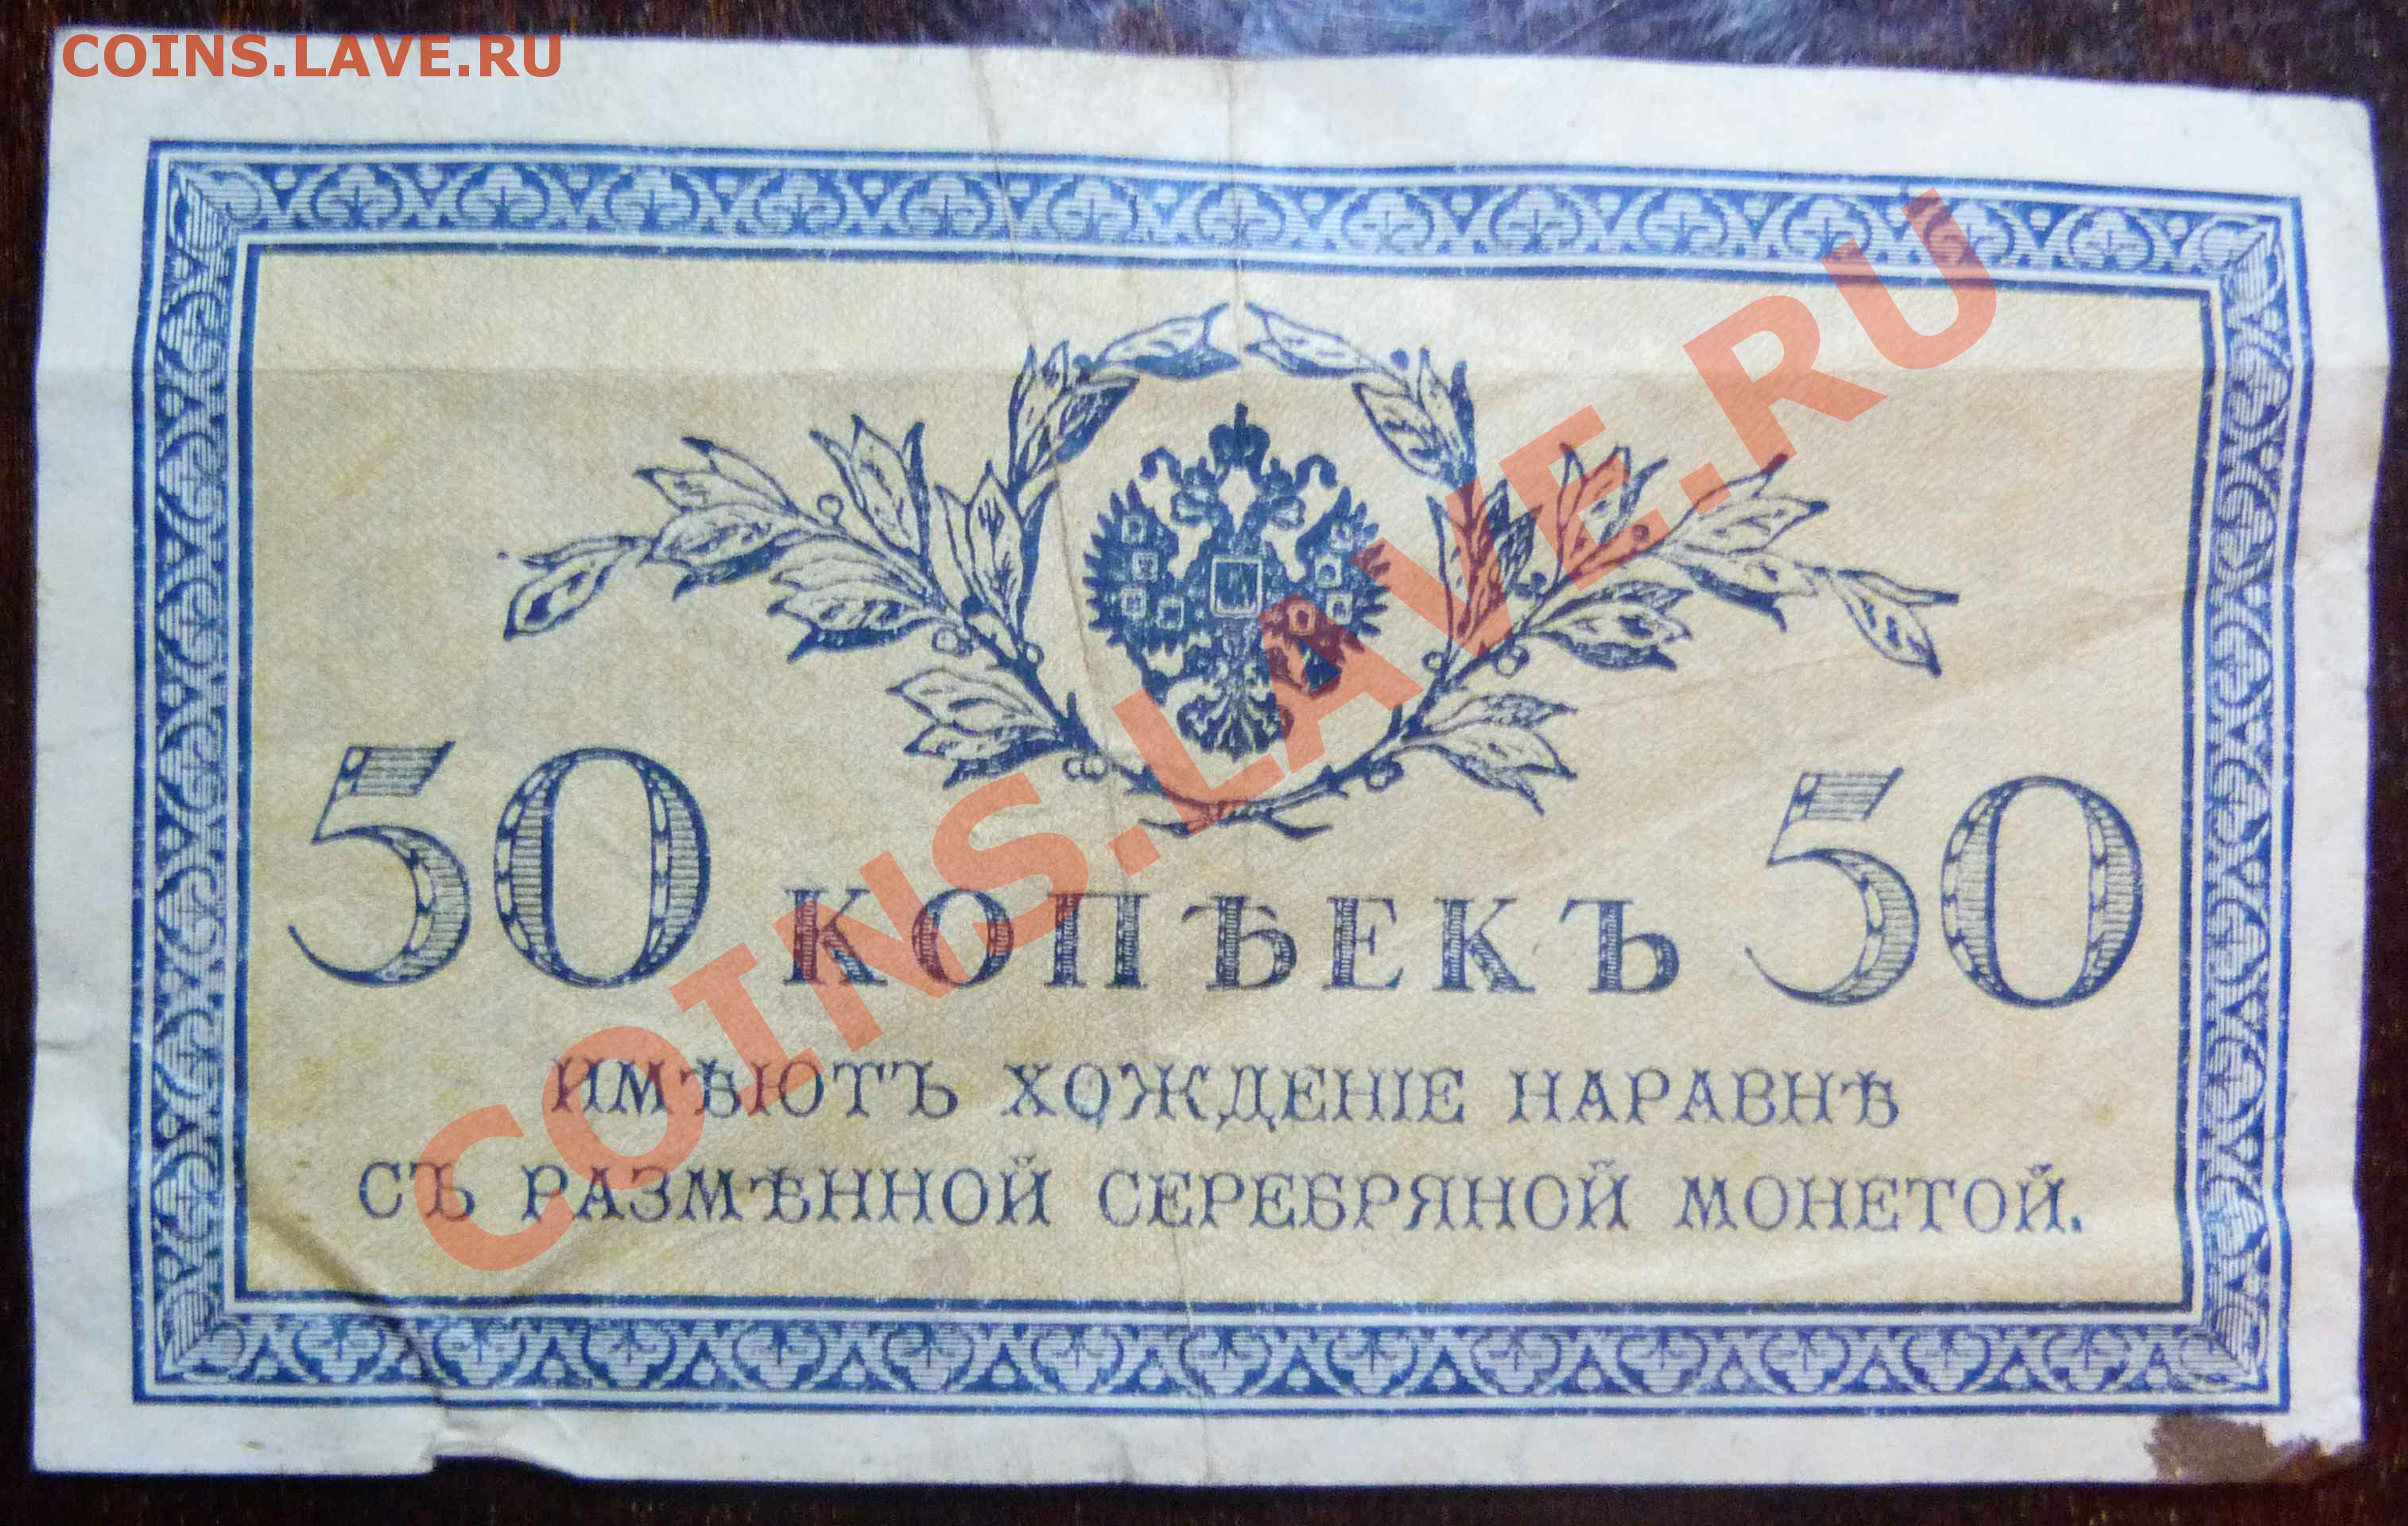 COINS.LAVE.RU
50 КОПѢЕКЪ 50
ИМѢЮТЪ ХОЖДЕНІЕ НАРАВНѢ
СЪ РАЗМѢННОЙ СЕРЕБРЯНОЙ МОНЕТОЙ.
COINS.LAVE.RU